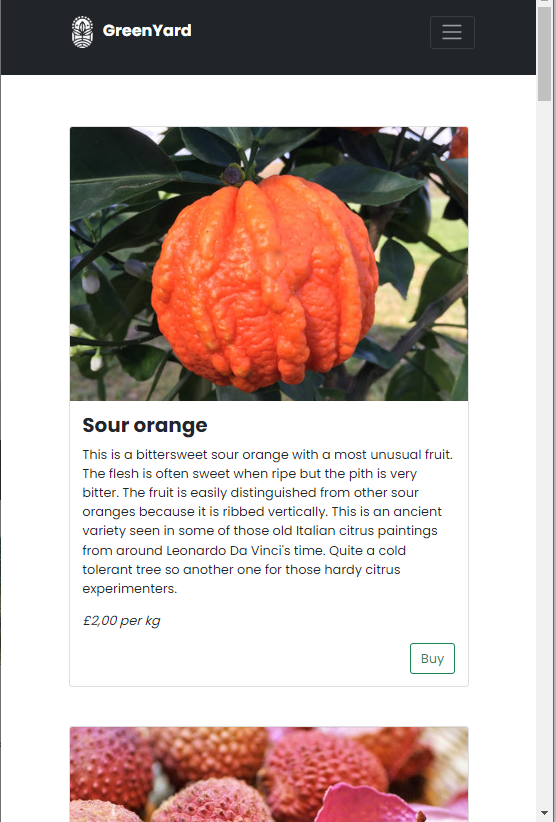 GreenYard
Sour orange
This is a bittersweet sour orange with a most unusual fruit.
The flesh is often sweet when ripe but the pith is very
bitter. The fruit is easily distinguished from other sour
oranges because it is ribbed vertically. This is an ancient
variety seen in some of those old Italian citrus paintings
from around Leonardo Da Vinci's time. Quite a cold
tolerant tree so another one for those hardy citrus
experimenters.
£2,00 per kg
Buy